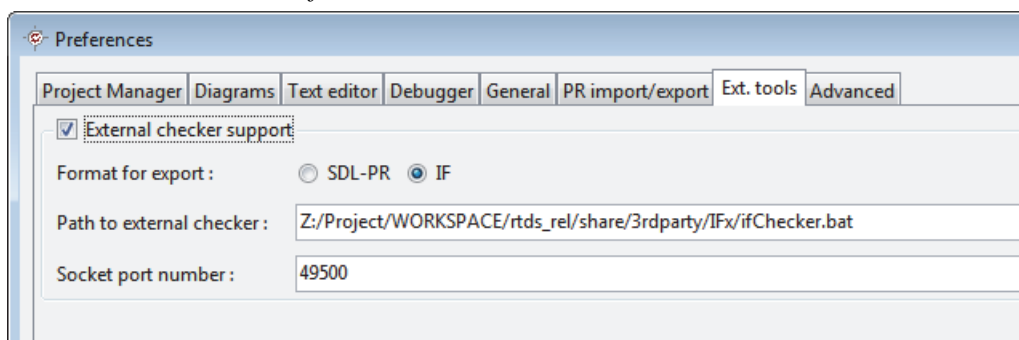 Preferences
Project Manager Diagrams Text editor Debugger General PR import/export Ext. tools Advanced
External checker support
Format for export : SDL-PR IF
Path to external checker : Z:/Project/WORKSPACE/rtds_rel/share/3rdparty/IFx/ifChecker.bat
Socket port number : 49500